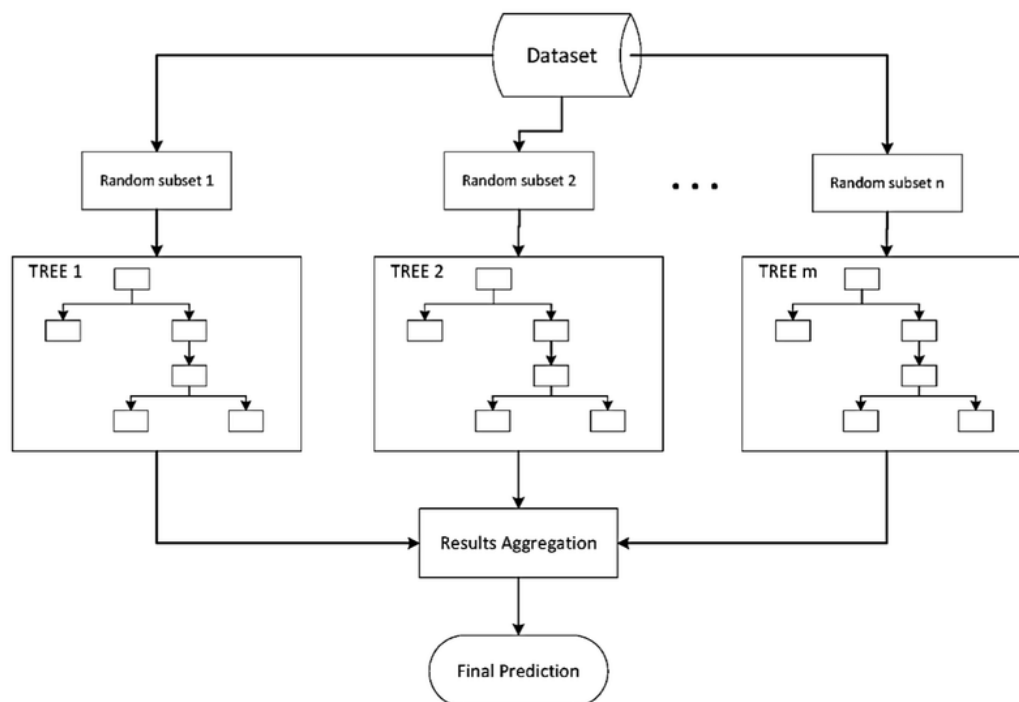 Dataset
Random subset 1
Random subset 2
. . .
Random subset n
TREE 1
TREE 2
TREE m
Results Aggregation
Final Prediction